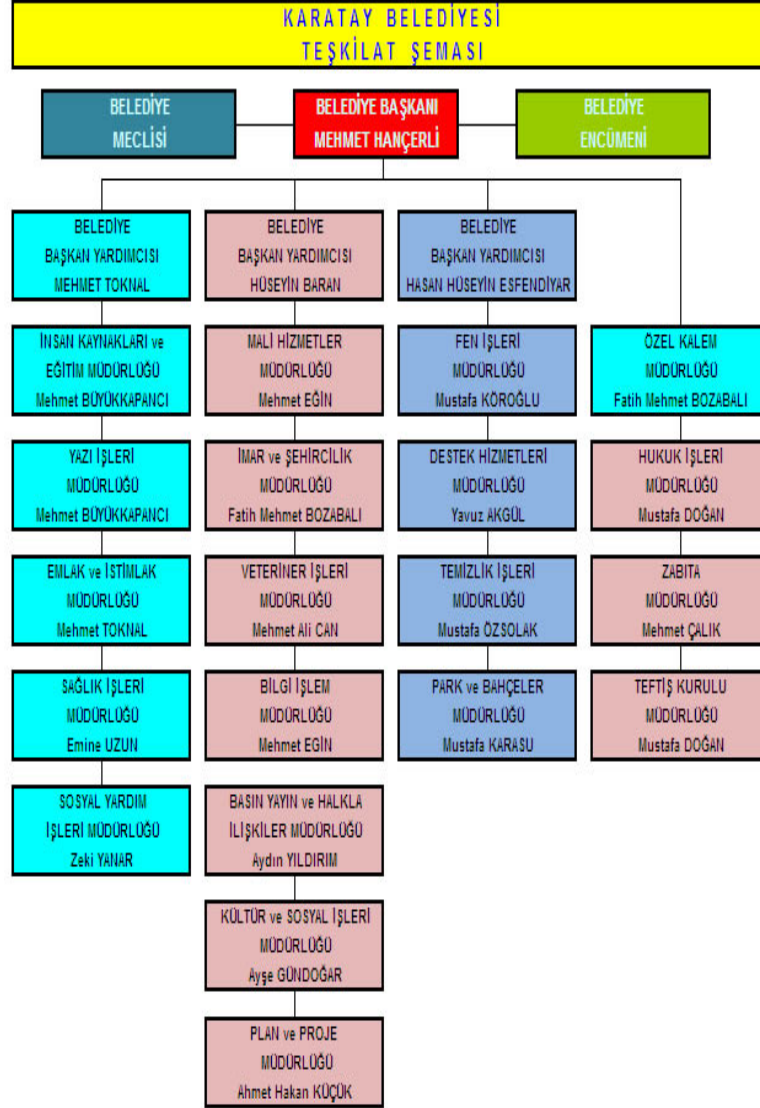 KARATAY BELEDİYESİ
TEŞKİLAT ŞEMASI
BELEDİYE
MECLİSİ
BELEDİYE BAŞKANI
MEHMET HANÇERLİ
BELEDİYE
ENCÜMENİ
BELEDİYE
BAŞKAN YARDIMCISI
MEHMET TOKNAL
İNSAN KAYNAKLARI ve
EĞİTİM MÜDÜRLÜĞÜ
Mehmet BÜYÜKKAPANCI
YAZI İŞLERİ
MÜDÜRLÜĞÜ
Mehmet BÜYÜKKAPANCI
EMLAK ve İSTİMLAK
MÜDÜRLÜĞÜ
Mehmet TOKNAL
SAĞLIK İŞLERİ
MÜDÜRLÜĞÜ
Emine UZUN
SOSYAL YARDIM
İŞLERİ MÜDÜRLÜĞÜ
Zeki YANAR
BELEDİYE
BAŞKAN YARDIMCISI
HÜSEYİN BARAN
MALİ HİZMETLER
MÜDÜRLÜĞÜ
Mehmet EĞİN
İMAR ve ŞEHİRCİLİK
MÜDÜRLÜĞÜ
Fatih Mehmet BOZABALI
VETERİNER İŞLERİ
MÜDÜRLÜĞÜ
Mehmet Ali CAN
BİLGİ İŞLEM
MÜDÜRLÜĞÜ
Mehmet EGİN
BASIN YAYIN ve HALKLA
İLİŞKİLER MÜDÜRLÜĞÜ
Aydın YILDIRIM
KÜLTÜR ve SOSYAL İŞLERİ
MÜDÜRLÜĞÜ
Ayşe GÜNDOĞAR
PLAN ve PROJE
MÜDÜRLÜĞÜ
Ahmet Hakan KÜÇÜK
BELEDİYE
BAŞKAN YARDIMCISI
HASAN HÜSEYİN ESFENDİYAR
FEN İŞLERİ
MÜDÜRLÜĞÜ
Mustafa KÖROĞLU
DESTEK HİZMETLERİ
MÜDÜRLÜĞÜ
Yavuz AKGÜL
TEMİZLİK İŞLERİ
MÜDÜRLÜĞÜ
Mustafa ÖZSOLAK
PARK ve BAHÇELER
MÜDÜRLÜĞÜ
Mustafa KARASU
ÖZEL KALEM
MÜDÜRLÜĞÜ
Fatih Mehmet BOZABALI
HUKUK İŞLERİ
MÜDÜRLÜĞÜ
Mustafa DOĞAN
ZABITA
MÜDÜRLÜĞÜ
Mehmet ÇALIK
TEFTİŞ KURULU
MÜDÜRLÜĞÜ
Mustafa DOĞAN